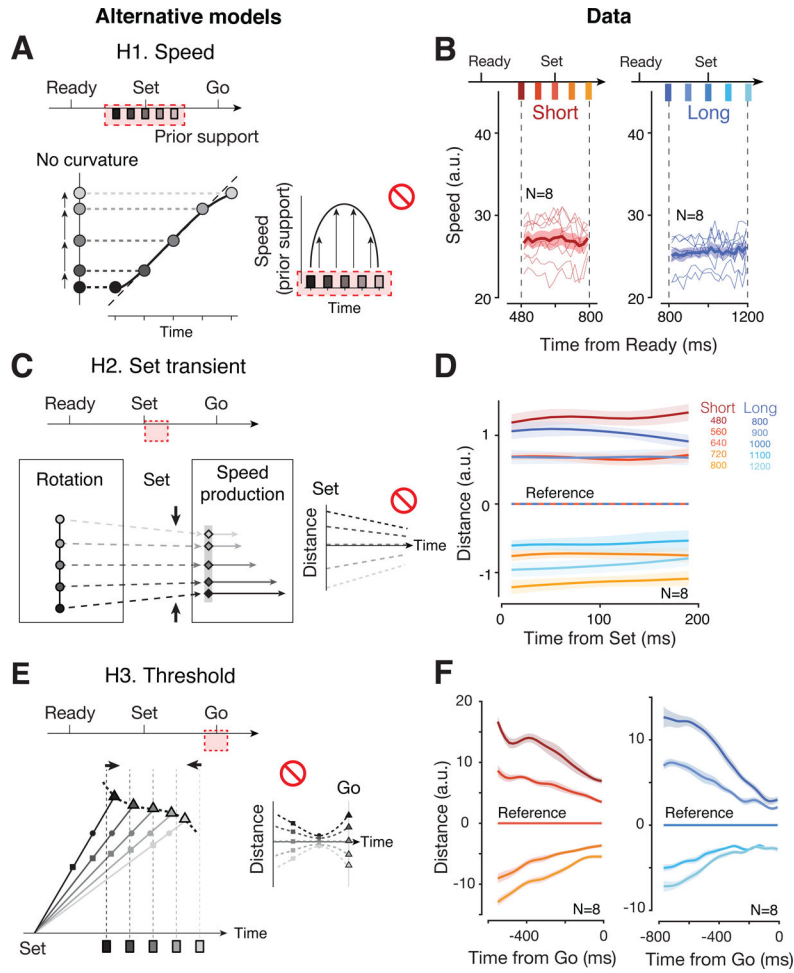 Alternative models
Data
A
H1. Speed
Ready
Set
Go
Prior support
No curvature
Time
Speed
(prior support)
Time
B
Ready
Set
Short
Ready
Set
Long
Speed (a.u.)
40
30
20
N=8
480
800
40
30
20
N=8
800
1200
Time from Ready (ms)
C
H2. Set transient
Ready
Set
Go
Rotation
Set
Speed
production
Set
Distance
Time
D
Distance (a.u.)
1
0
-1
Reference
N=8
0
100
200
Time from Set (ms)
Short
Long
480
800
560
900
640
1000
720
1100
800
1200
E
H3. Threshold
Ready
Set
Go
Set
Time
Go
Distance
Time
F
Distance (a.u.)
20
10
0
-10
Reference
N=8
-400
0
Time from Go (ms)
10
0
-10
Reference
N=8
-800
-400
0
Time from Go (ms)